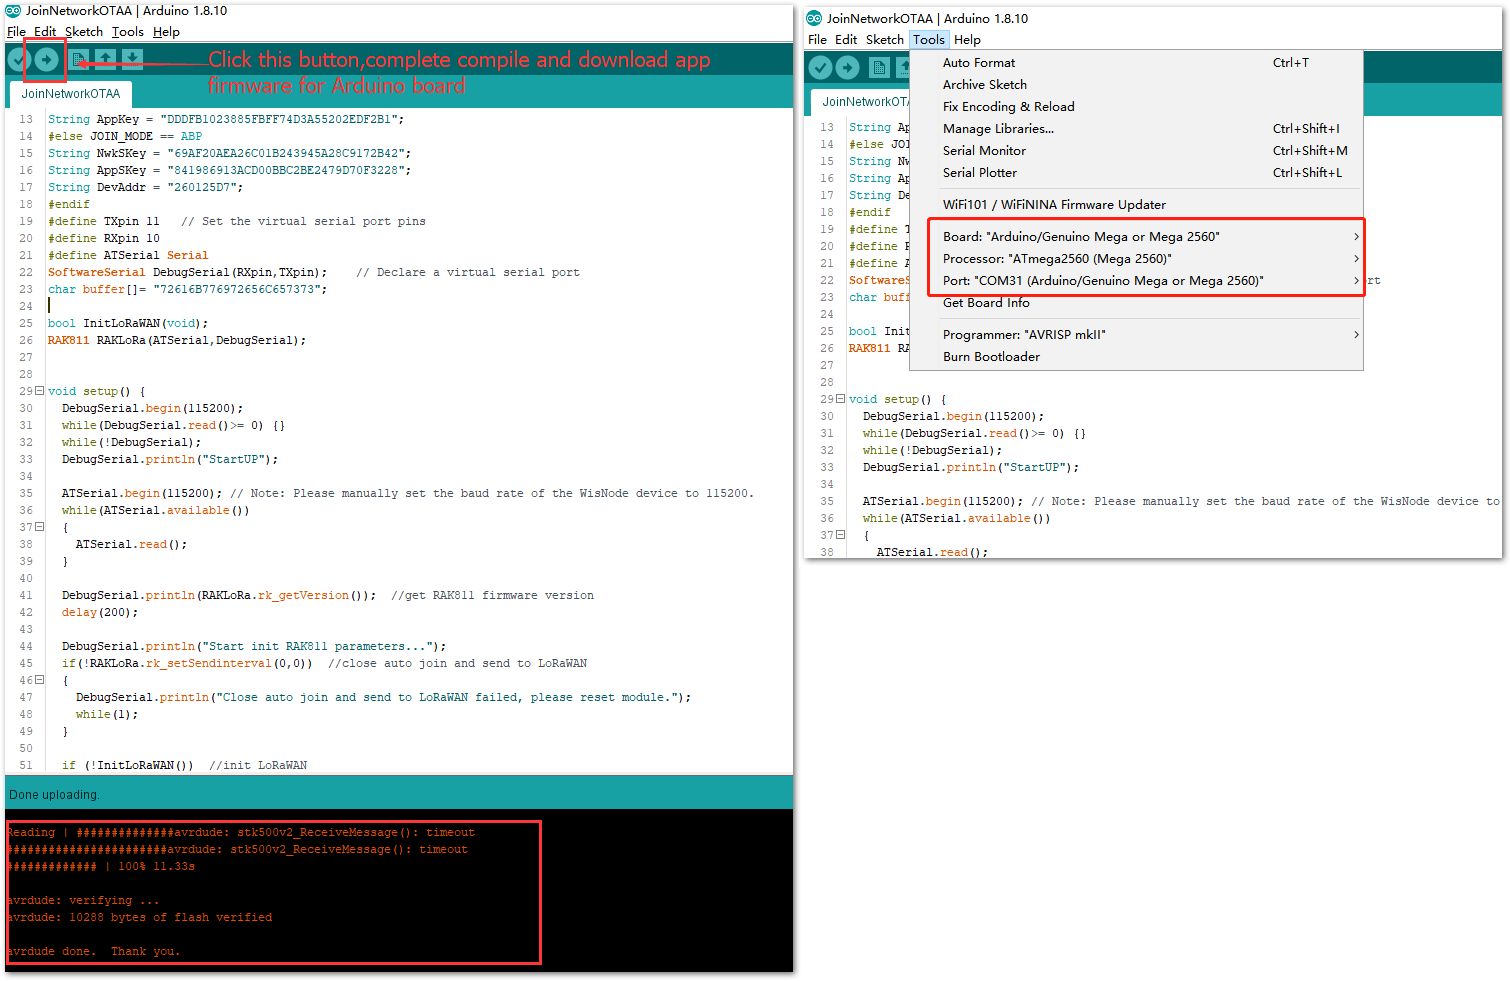 JoinNetworkOTAA | Arduino 1.8.10
File Edit Sketch Tools Help
Click this button,complete compile and download app
firmware for Arduino board
JoinNetworkOTAA
13 String AppKey = "DDDFB1023885FBFF74D3A55202EDF2B1";
14 #else JOIN_MODE == ABP
15 String NwkSKey = "69AF20AEA26C01B243945A28C9172B42";
16 String AppSKey = "841986913ACD00BBC2BE2479D70F3228";
17 String DevAddr = "260125D7";
18 #endif
19 #define TXpin 11 // Set the virtual serial port pins
20 #define RXpin 10
21 #define ATSerial Serial
22 SoftwareSerial DebugSerial(RXpin,TXpin); // Declare a virtual serial port
23 char buffer[]= "72616B776972656C657373";
24
25 bool InitLoRaWAN(void);
26 RAK811 RAKLoRa(ATSerial,DebugSerial);
27
28
29 void setup() {
30 DebugSerial.begin(115200);
31 while(DebugSerial.read()>= 0) {}
32 while(!DebugSerial);
33 DebugSerial.println("StartUP");
34
35 ATSerial.begin(115200); // Note: Please manually set the baud rate of the WisNode device to 115200.
36 while(ATSerial.available())
37 {
38 ATSerial.read();
39 }
40
41 DebugSerial.println(RAKLoRa.rk_getVersion()); //get RAK811 firmware version
42 delay(200);
43
44 DebugSerial.println("Start init RAK811 parameters...");
45 if(!RAKLoRa.rk_setSendinterval(0,0)) //close auto join and send to LoRaWAN
46 {
47 DebugSerial.println("Close auto join and send to LoRaWAN failed, please reset module.");
48 while(1);
49 }
50
51 if (!InitLoRaWAN()) //init LoRaWAN
Done uploading.
Reading | ##############avrdude: stk500v2_ReceiveMessage(): timeout
#######################avrdude: stk500v2_ReceiveMessage(): timeout
############# | 100% 11.33s
avrdude: verifying ...
avrdude: 10288 bytes of flash verified
avrdude done. Thank you.
JoinNetworkOTAA | Arduino 1.8.10
File Edit Sketch Tools Help
JoinNetworkOTA
Auto Format Ctrl+T
Archive Sketch
Fix Encoding & Reload
Manage Libraries... Ctrl+Shift+I
Serial Monitor Ctrl+Shift+M
Serial Plotter Ctrl+Shift+L
WiFi101 / WiFiNINA Firmware Updater
Board: "Arduino/Genuino Mega or Mega 2560"
Processor: "ATmega2560 (Mega 2560)"
Port: "COM31 (Arduino/Genuino Mega or Mega 2560)"
Get Board Info
Programmer: "AVRISP mkII"
Burn Bootloader
13 String Ap
14 #else JOI
15 String Nw
16 String Ap
17 String De
18 #endif
19 #define T
20 #define R
21 #define A
22 SoftwareS rt
23 char buff
24
25 bool Init
26 RAK811 RA
27
28
29 void setup() {
30 DebugSerial.begin(115200);
31 while(DebugSerial.read()>= 0) {}
32 while(!DebugSerial);
33 DebugSerial.println("StartUP");
34
35 ATSerial.begin(115200); // Note: Please manually set the baud rate of the WisNode device to
36 while(ATSerial.available())
37 {
38 ATSerial.read();